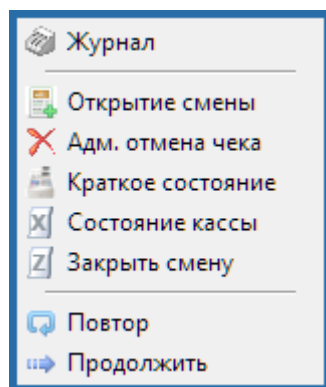 Журнал
Открытие смены
Адм. отмена чека
Краткое состояние
X Состояние кассы
Z Закрыть смену
Повтор
Продолжить